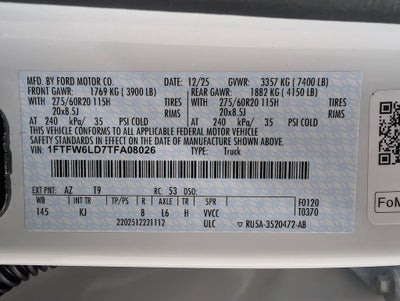 MFD. BY FORD MOTOR CO. 12/25 GVWR: 3357 KG (7400 LB)
FRONT GAWR: 1769 KG (3900 LB) REAR GAWR: 1882 KG (4150 LB)
WITH 275/60R20 115H TIRES WITH 275/60R20 115H TIRES
20x8.5J RIMS 20x8.5J RIMS
AT 240 kPa/ 35 PSI COLD AT 240 kPa/ 35 PSI COLD
THIS VEHICLE CONFORMS TO ALL APPLICABLE FEDERAL MOTOR VEHICLE
SAFETY STANDARDS IN EFFECT ON THE DATE OF MANUFACTURE SHOWN ABOVE.
VIN: 1FTFW6LD7TFA08026 TYPE: Truck
EXT PNT: AZ T9 RC: 53 DSO:
WB INT TR TP/PS R AXLE TR SPR F0120
145 KJ 8 L6 H VVCC T0370
2202512221112 ULC RU5A-3520472-AB
FoM